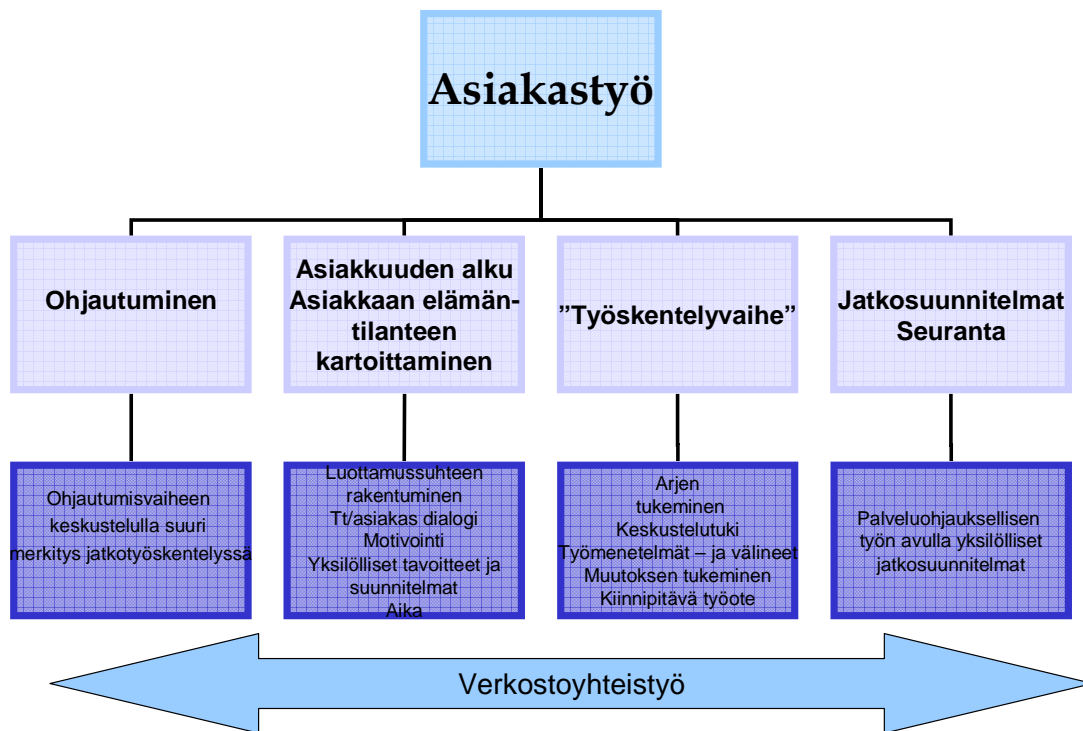 Asiakastyö
Ohjautuminen
Asiakkuuden alku
Asiakkaan elämän-
tilanteen
kartoittaminen
”Työskentelyvaihe”
Jatkosuunnitelmat
Seuranta
Ohjautumisvaiheen
keskustelulla suuri
merkitys jatkotyöskentelyssä
Luottamussuhteen
rakentuminen
Tt/asiakas dialogi
Motivointi
Yksilölliset tavoitteet ja
suunnitelmat
Aika
Arjen
tukeminen
Keskustelutuki
Työmenetelmät – ja välineet
Muutoksen tukeminen
Kiinnipitävä työote
Palveluohjauksellisen
työn avulla yksilölliset
jatkosuunnitelmat
Verkostoyhteistyö